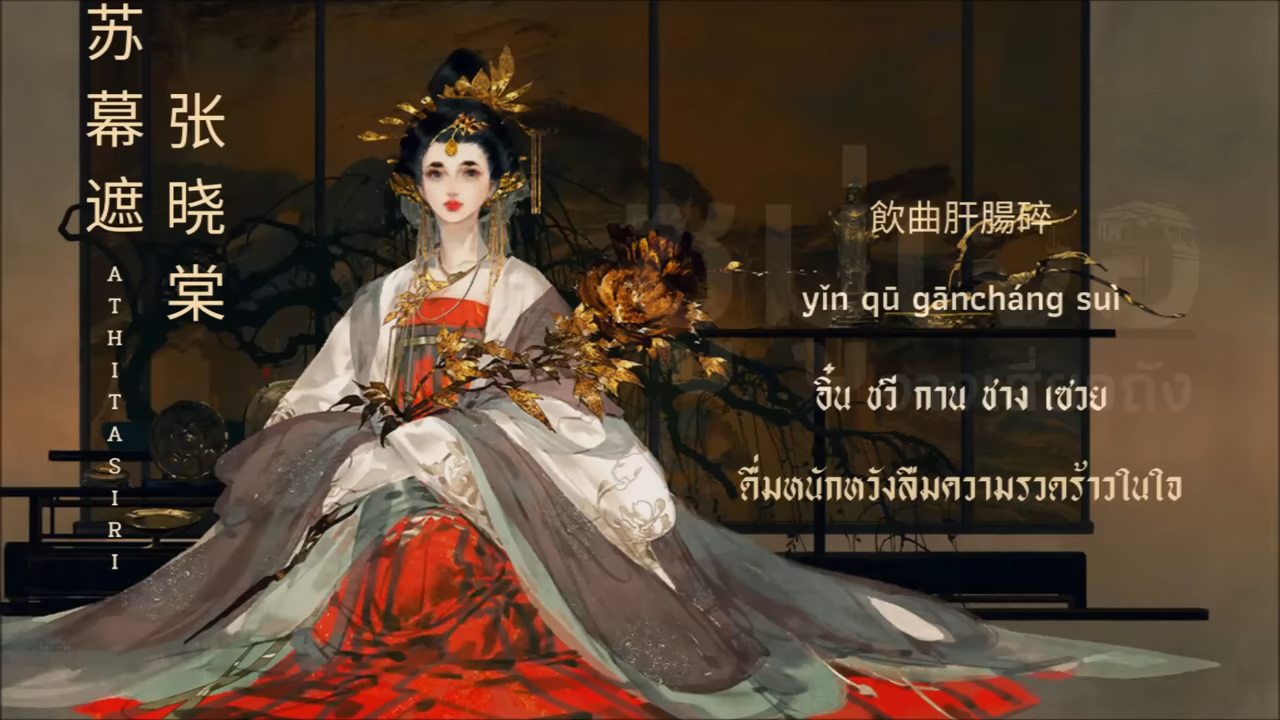 苏幕遮
张晓棠
ATHITASIRI
飲曲肝腸碎
yǐn qū gāncháng suì
อิ๋น ชวี กาน ชาง เซวย
ดื่มหนักหวังลืมความรวดร้าวในใจ